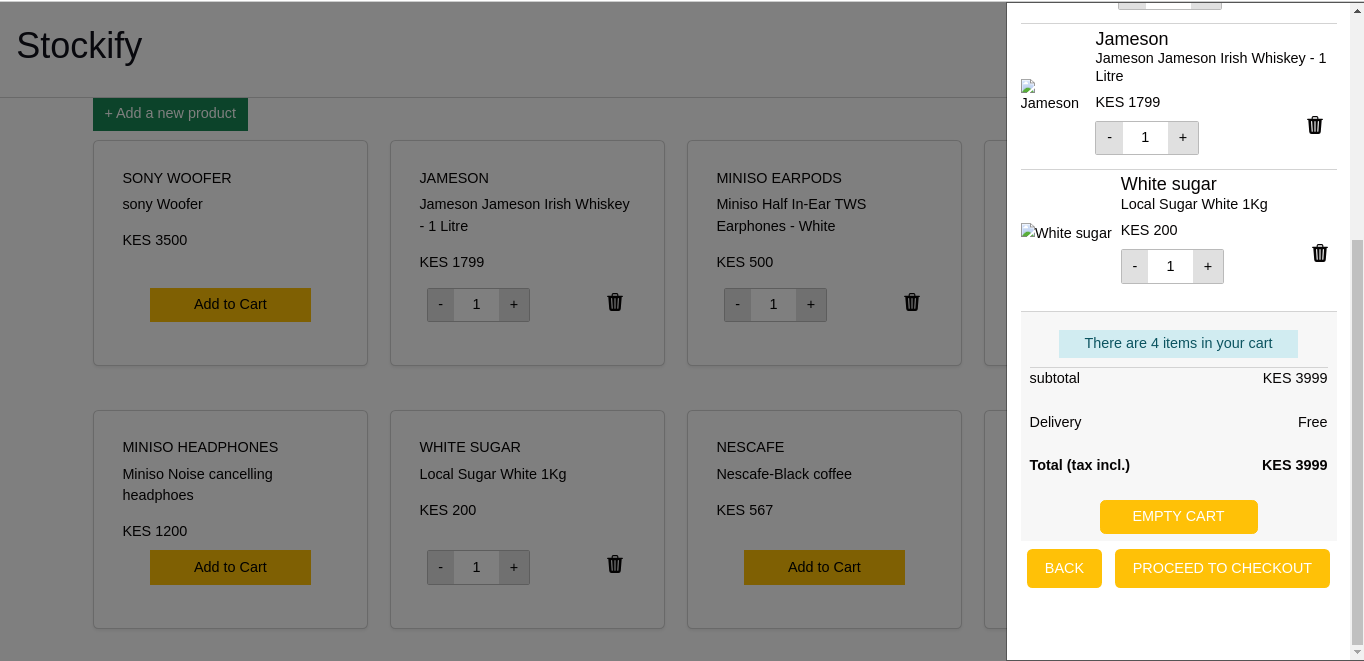 Stockify
+ Add a new product
SONY WOOFER
sony Woofer
KES 3500
Add to Cart
JAMESON
Jameson Jameson Irish Whiskey
- 1 Litre
KES 1799
- 1 +
MINISO EARPODS
Miniso Half In-Ear TWS
Earphones - White
KES 500
- 1 +
MINISO HEADPHONES
Miniso Noise cancelling
headphoes
KES 1200
Add to Cart
WHITE SUGAR
Local Sugar White 1Kg
KES 200
- 1 +
NESCAFE
Nescafe-Black coffee
KES 567
Add to Cart
Jameson
Jameson
Jameson Jameson Irish Whiskey - 1
Litre
KES 1799
- 1 +
White sugar
White sugar
Local Sugar White 1Kg
KES 200
- 1 +
There are 4 items in your cart
subtotal KES 3999
Delivery Free
Total (tax incl.) KES 3999
EMPTY CART
BACK PROCEED TO CHECKOUT